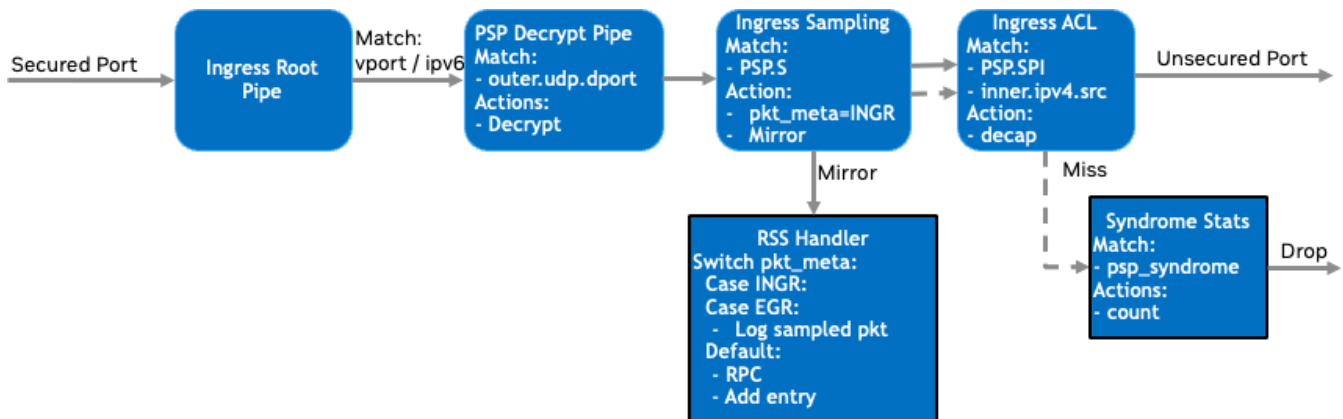 Secured Port
Ingress Root
Pipe
Match:
vport / ipv6
PSP Decrypt Pipe
Match:
- outer.udp.dport
Actions:
- Decrypt
Ingress Sampling
Match:
- PSP.S
Action:
- pkt_meta=INGR
- Mirror
Ingress ACL
Match:
- PSP.SPI
- inner.ipv4.src
Action:
- decap
Unsecured Port
Mirror
Miss
RSS Handler
Switch pkt_meta:
Case INGR:
Case EGR:
- Log sampled pkt
Default:
- RPC
- Add entry
Syndrome Stats
Match:
- psp_syndrome
Actions:
- count
Drop